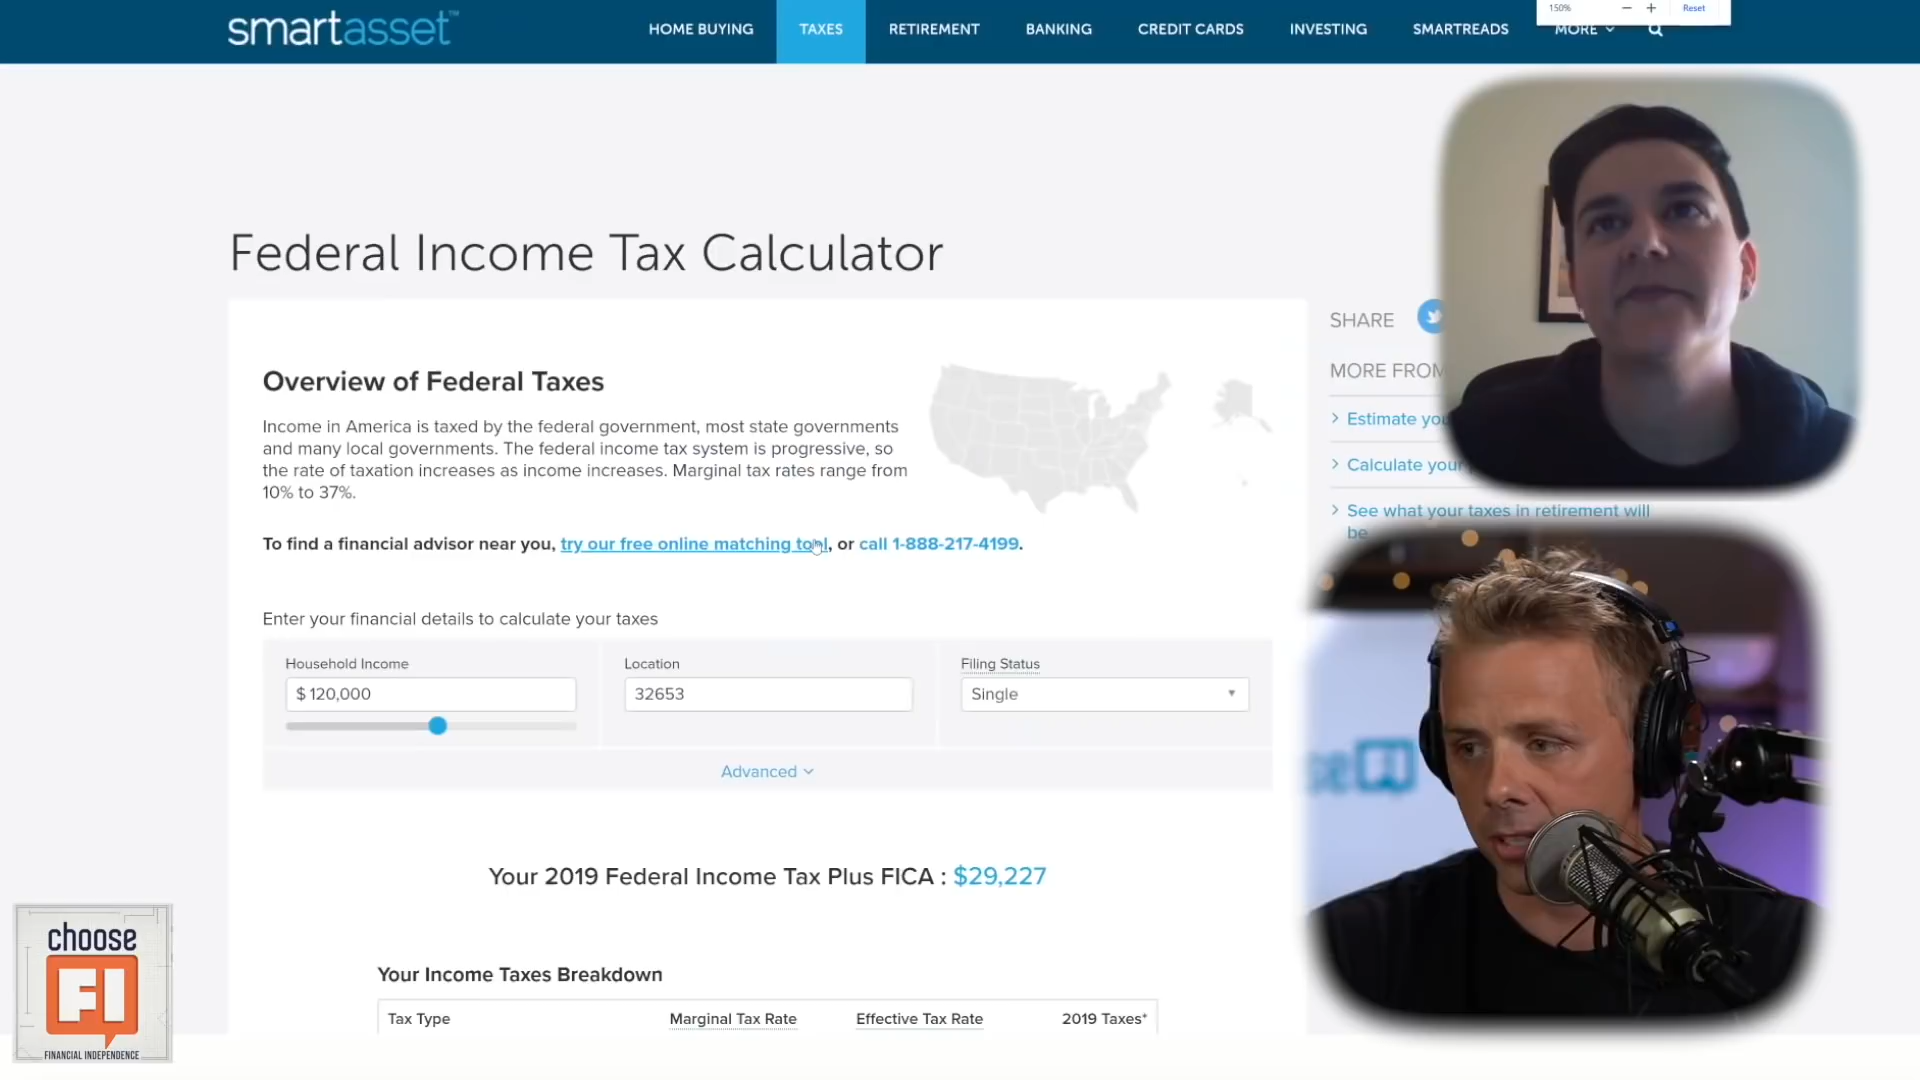 smartasset™
HOME BUYING
TAXES
RETIREMENT
BANKING
CREDIT CARDS
INVESTING
SMARTREADS
MORE
150%
Reset
Federal Income Tax Calculator
Overview of Federal Taxes
Income in America is taxed by the federal government, most state governments
and many local governments. The federal income tax system is progressive, so
the rate of taxation increases as income increases. Marginal tax rates range from
10% to 37%.
To find a financial advisor near you, try our free online matching tool, or call 1-888-217-4199.
SHARE
MORE FROM
Estimate you
Calculate your
See what your taxes in retirement will
be
Enter your financial details to calculate your taxes
Household Income
Location
Filing Status
$ 120,000
32653
Single
Advanced
Your 2019 Federal Income Tax Plus FICA : $29,227
Your Income Taxes Breakdown
Tax Type
Marginal Tax Rate
Effective Tax Rate
2019 Taxes*
choose
FI
FINANCIAL INDEPENDENCE